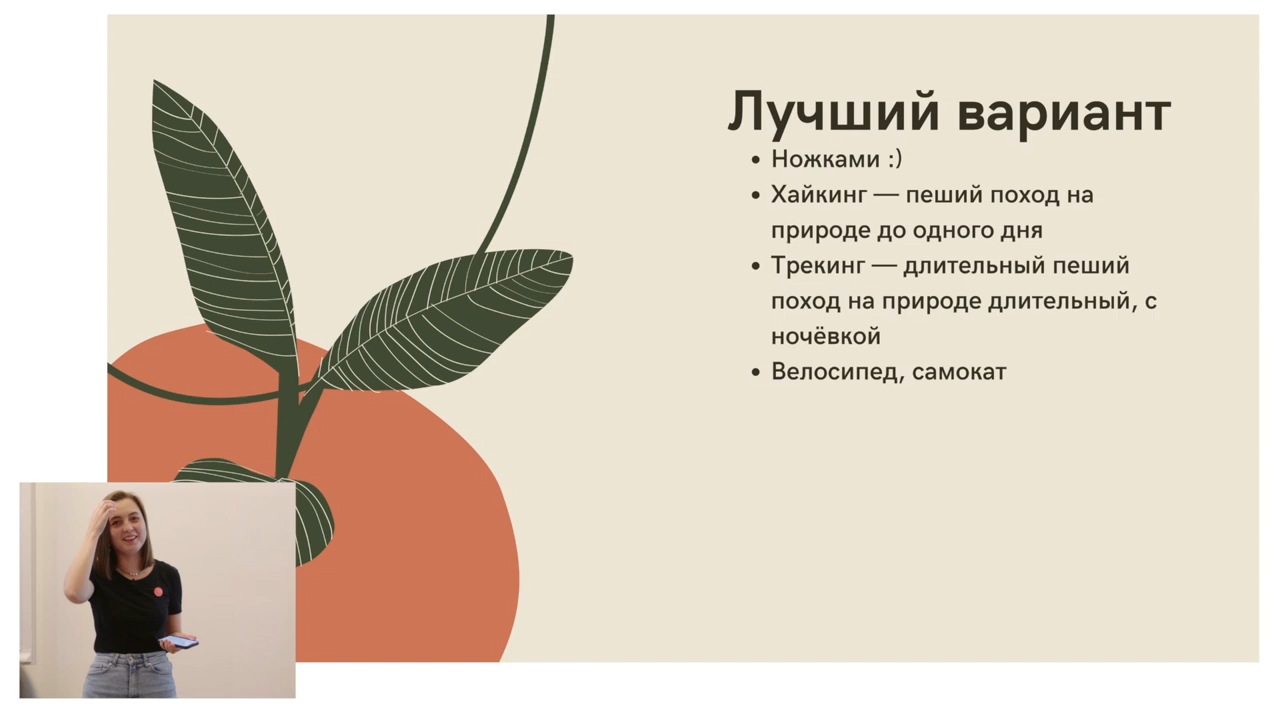 Лучший вариант
• Ножками :)
• Хайкинг — пеший поход на
природе до одного дня
• Трекинг — длительный пеший
поход на природе длительный, с
ночёвкой
• Велосипед, самокат